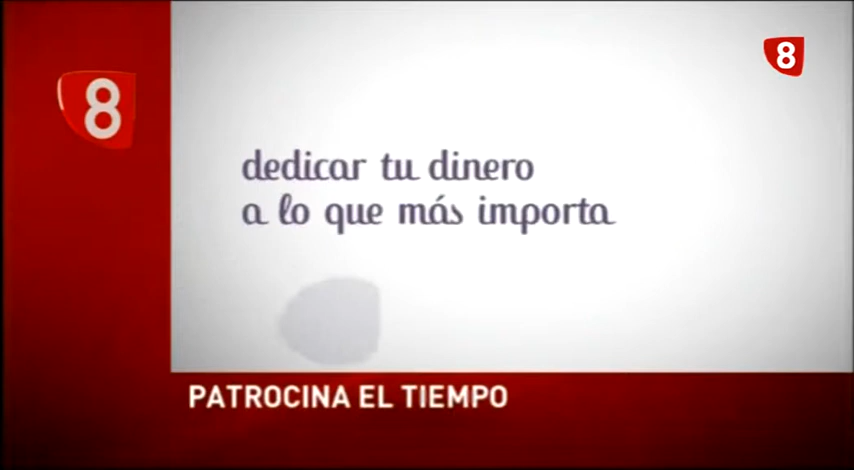 8
8
dedicar tu dinero
a lo que más importa
PATROCINA EL TIEMPO